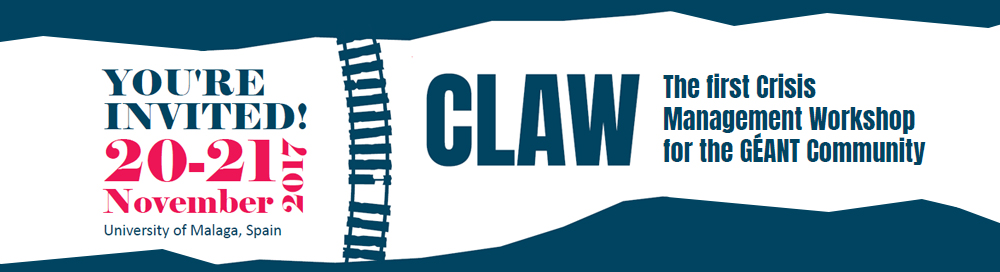 YOU'RE
INVITED!
20-21
November 2017
University of Malaga, Spain
CLAW
The first Crisis
Management Workshop
for the GÉANT Community